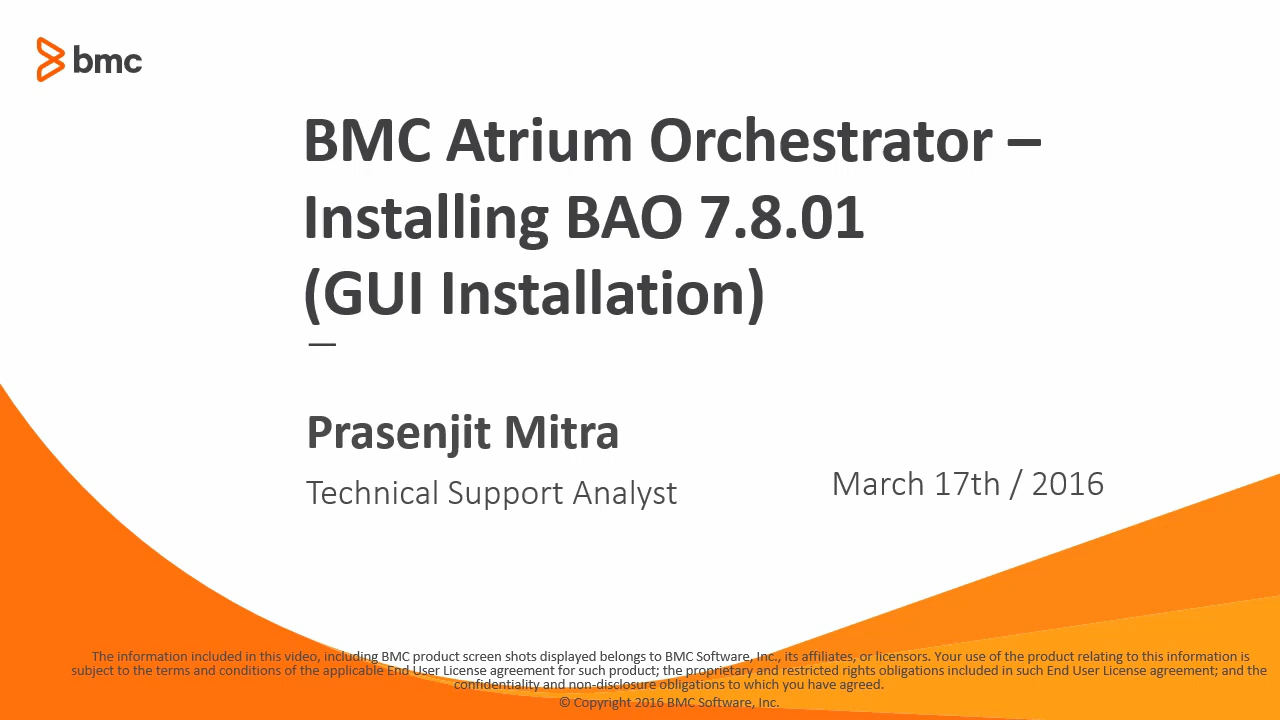 bmc
BMC Atrium Orchestrator –
Installing BAO 7.8.01
(GUI Installation)
Prasenjit Mitra
Technical Support Analyst
March 17th / 2016
The information included in this video, including BMC product screen shots displayed belongs to BMC Software, Inc., its affiliates, or licensors. Your use of the product relating to this information is
subject to the terms and conditions of the applicable End User License agreement for such product; the proprietary and restricted rights obligations included in such End User License agreement; and the
confidentiality and non-disclosure obligations to which you have agreed.
© Copyright 2016 BMC Software, Inc.